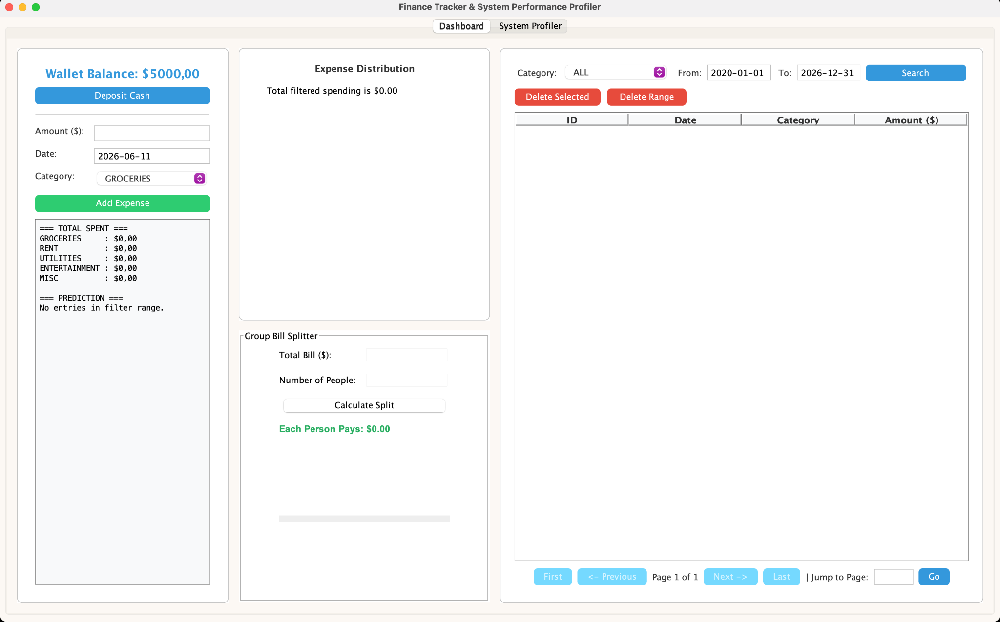 Finance Tracker & System Performance Profiler
Dashboard
System Profiler
Wallet Balance: $5000,00
Deposit Cash
Amount ($):
Date:
2026-06-11
Category:
GROCERIES
Add Expense
=== TOTAL SPENT ===
GROCERIES : $0,00
RENT : $0,00
UTILITIES : $0,00
ENTERTAINMENT : $0,00
MISC : $0,00
=== PREDICTION ===
No entries in filter range.
Expense Distribution
Total filtered spending is $0.00
Group Bill Splitter
Total Bill ($):
Number of People:
Calculate Split
Each Person Pays: $0.00
Category: ALL From: 2020-01-01 To: 2026-12-31 Search
Delete Selected Delete Range
ID Date Category Amount ($)
First <- Previous Page 1 of 1 Next -> Last | Jump to Page: Go